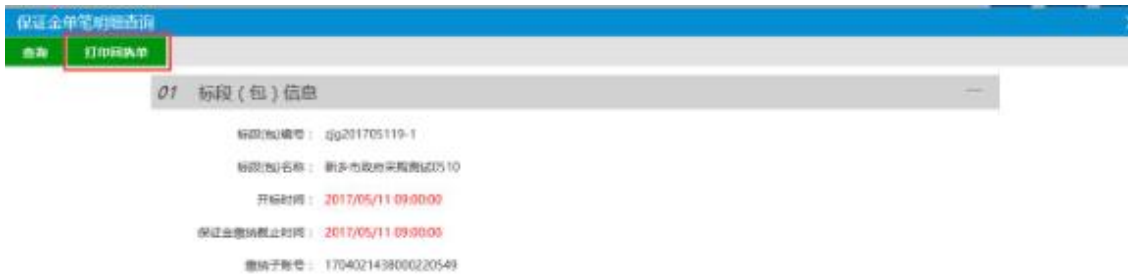 保证金单笔明细查询
查询 打印回执单
01 标段（包）信息
标段(包)编号： zjg201705119-1
标段(包)名称： 新乡市政府采购测试0510
开标时间： 2017/05/11 09:00:00
保证金缴纳截止时间： 2017/05/11 09:00:00
缴纳子账号： 1704021438000220549